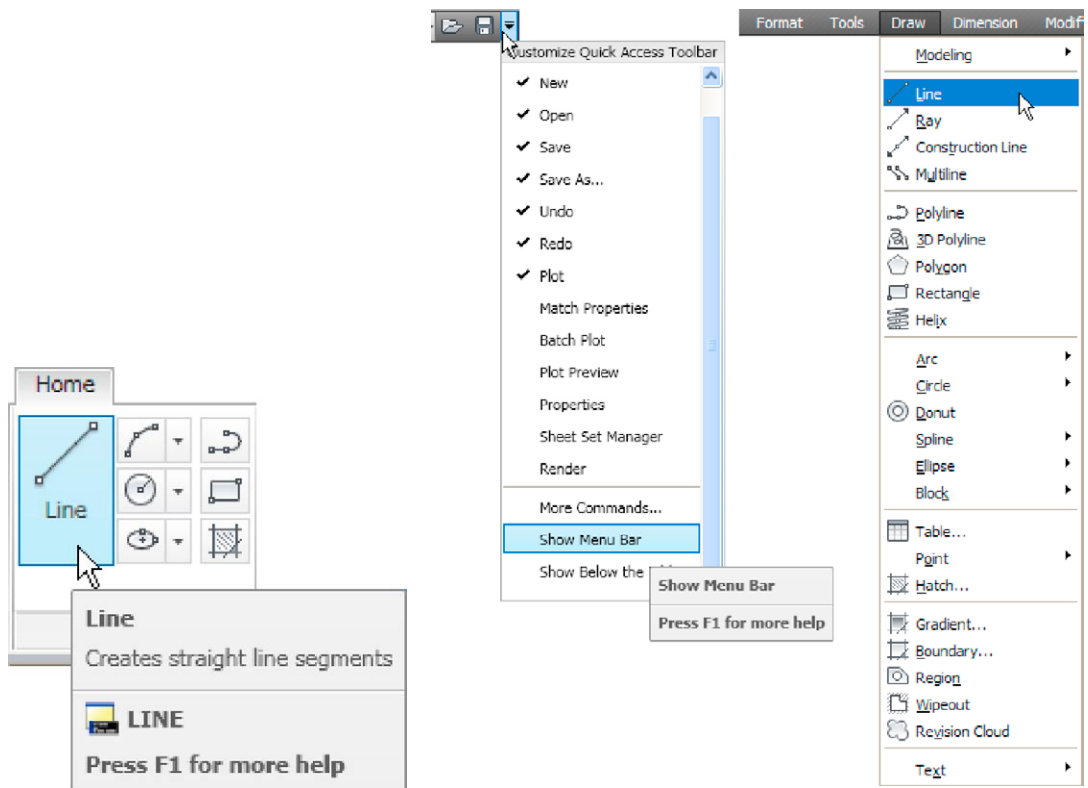 Home
Line
Line
Creates straight line segments
LINE
Press F1 for more help
Customize Quick Access Toolbar
New
Open
Save
Save As...
Undo
Redo
Plot
Match Properties
Batch Plot
Plot Preview
Properties
Sheet Set Manager
Render
More Commands...
Show Menu Bar
Show Below the
Show Menu Bar
Press F1 for more help
Format Tools Draw Dimension Modif
Modeling
Line
Ray
Construction Line
Multiline
Polyline
3D Polyline
Polygon
Rectangle
Helix
Arc
Circle
Donut
Spline
Ellipse
Block
Table...
Point
Hatch...
Gradient...
Boundary...
Region
Wipeout
Revision Cloud
Text